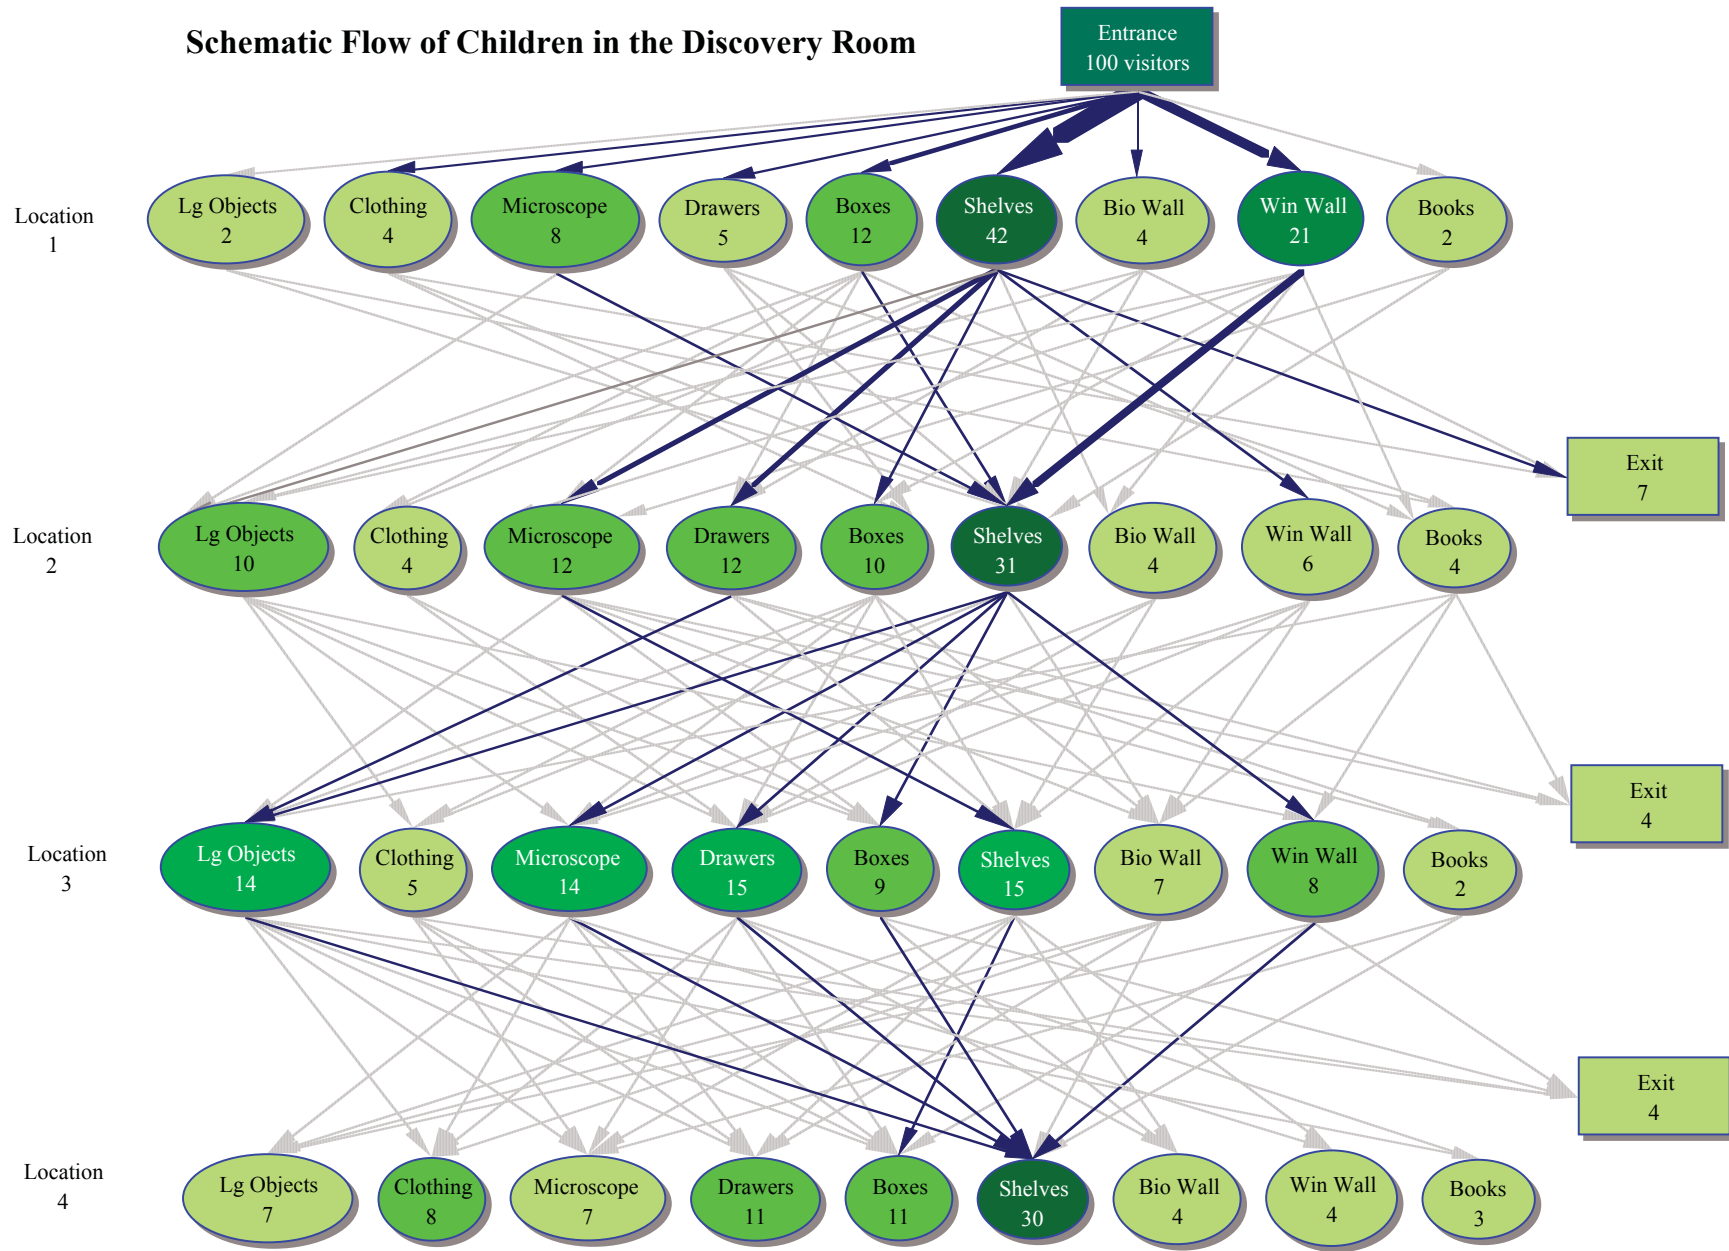 Schematic Flow of Children in the Discovery Room
Entrance
100 visitors
Location
1
Lg Objects
2
Clothing
4
Microscope
8
Drawers
5
Boxes
12
Shelves
42
Bio Wall
4
Win Wall
21
Books
2
Exit
7
Location
2
Lg Objects
10
Clothing
4
Microscope
12
Drawers
12
Boxes
10
Shelves
31
Bio Wall
4
Win Wall
6
Books
4
Exit
4
Location
3
Lg Objects
14
Clothing
5
Microscope
14
Drawers
15
Boxes
9
Shelves
15
Bio Wall
7
Win Wall
8
Books
2
Exit
4
Location
4
Lg Objects
7
Clothing
8
Microscope
7
Drawers
11
Boxes
11
Shelves
30
Bio Wall
4
Win Wall
4
Books
3